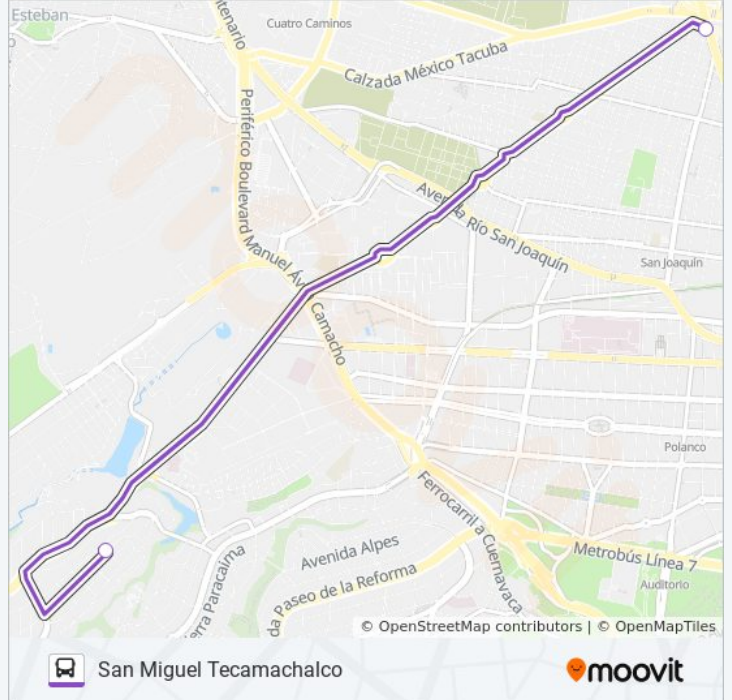 Esteban
Cuatro Caminos
Calzada México Tacuba
Periférico Boulevard Manuel Áv
Camacho
Avenida Río San Joaquín
San Joaquín
Polanco
Ferrocarril a Cuernavaca
Avenida Alpes
Paseo de la Reforma
Metrobús Línea 7
Auditorio
© OpenStreetMap contributors | © OpenMapTiles
San Miguel Tecamachalco
moovit